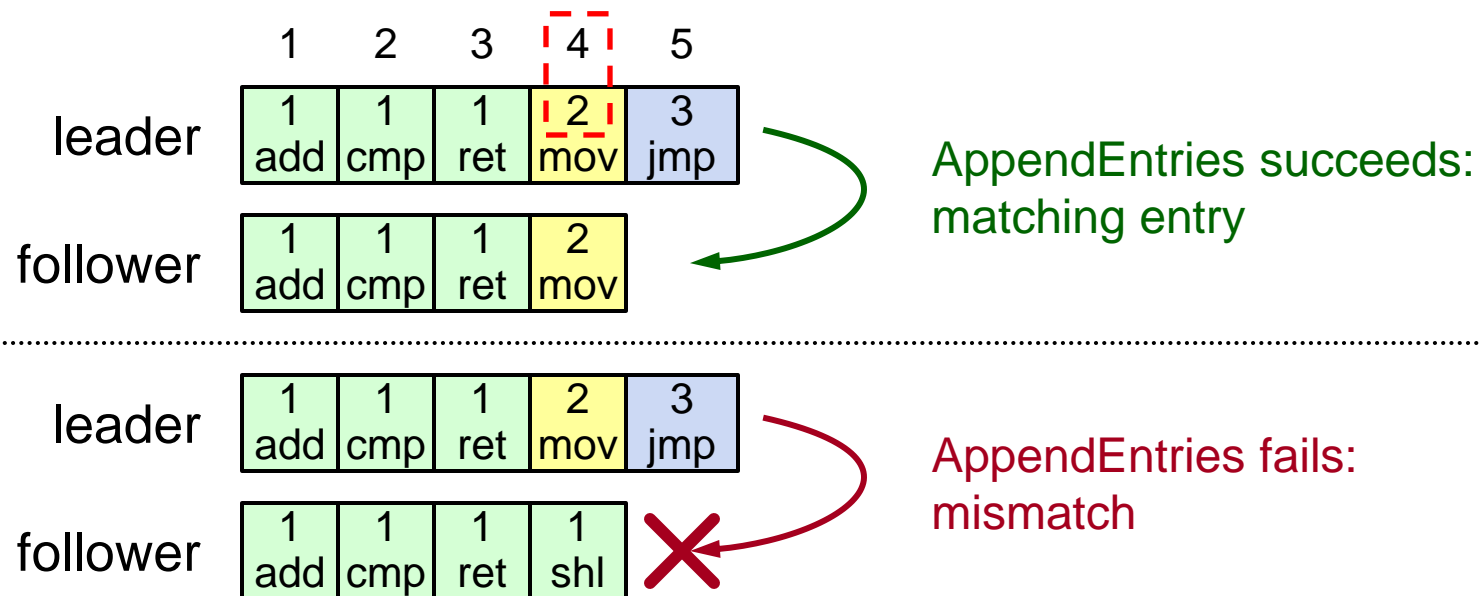 1 2 3 4 5
leader
1 1 1 2 3
add cmp ret mov jmp
AppendEntries succeeds:
matching entry
follower
1 1 1 2
add cmp ret mov
leader
1 1 1 2 3
add cmp ret mov jmp
AppendEntries fails:
mismatch
follower
1 1 1 1
add cmp ret shl